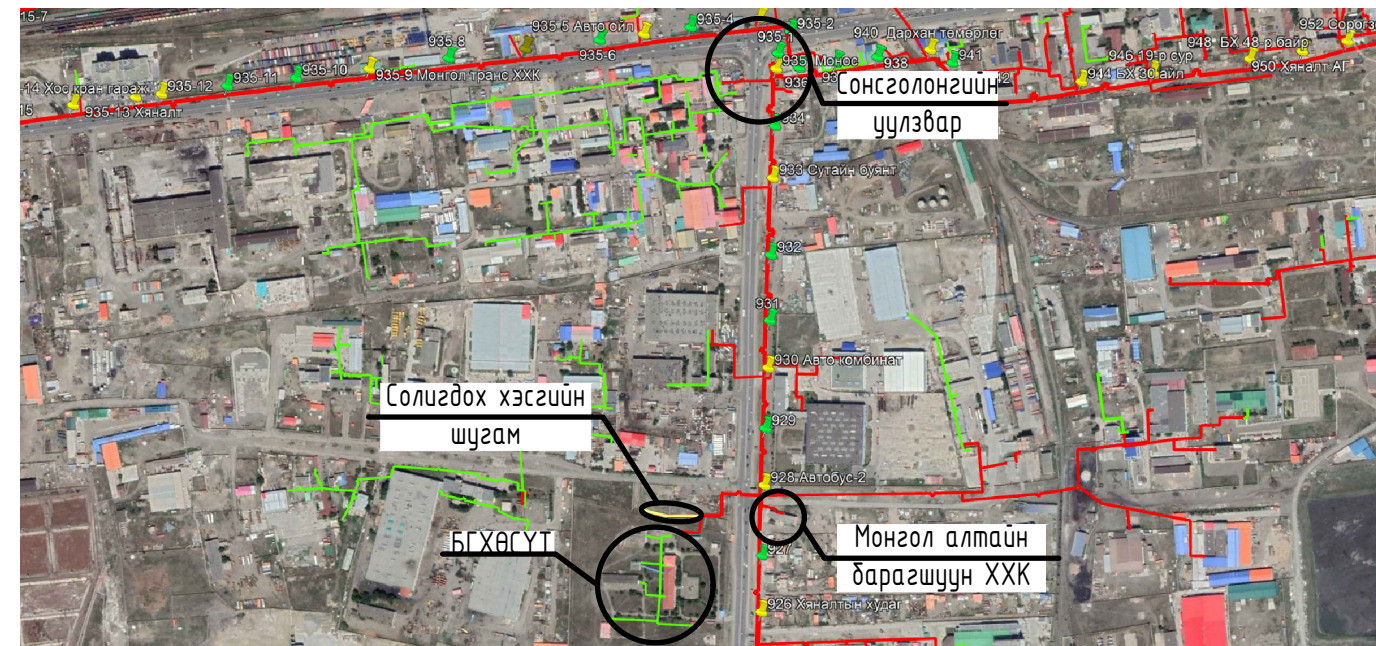 15-7
935-5 Авто ойл
935-4
935-2
940 Дархан төмөрлөг
952 Сорогз
935-8
935-6
935-1
946 19-р сур
948 БХ 48-р байр
935 Монос
938
941
-14 Хос кран гараж
935-12
935-11
935-10
935-9 Монгол транс ХХК
936
12
944 БХ 30 айл
950 Хяналт АГ
15
935-13 Хяналт
934
Сонсголонгийн
уулзвар
933 Сутайн буянт
932
931
930 Авто комбинат
Солигдох хэсгийн
шугам
929
928 Автобус-2
БГХӨСҮТ
927
Монгол алтайн
барагшуун ХХК
926 Хяналтын худаг